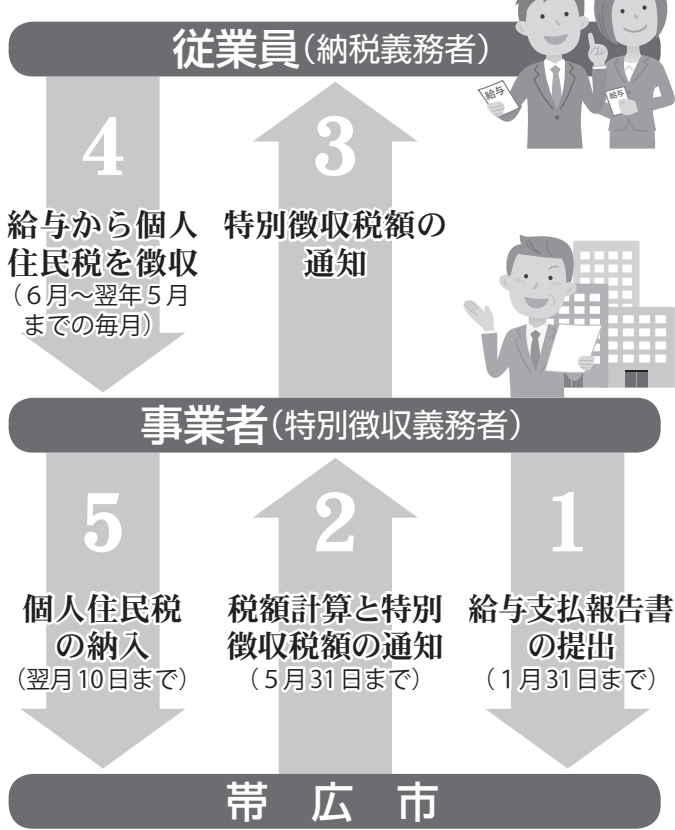 従業員（納税義務者）
給与
給与
4
給与から個人
住民税を徴収
（6月～翌年5月
までの毎月）
3
特別徴収税額の
通知
事業者（特別徴収義務者）
5
個人住民税
の納入
（翌月10日まで）
2
税額計算と特別
徴収税額の通知
（5月31日まで）
1
給与支払報告書
の提出
（1月31日まで）
帯広市